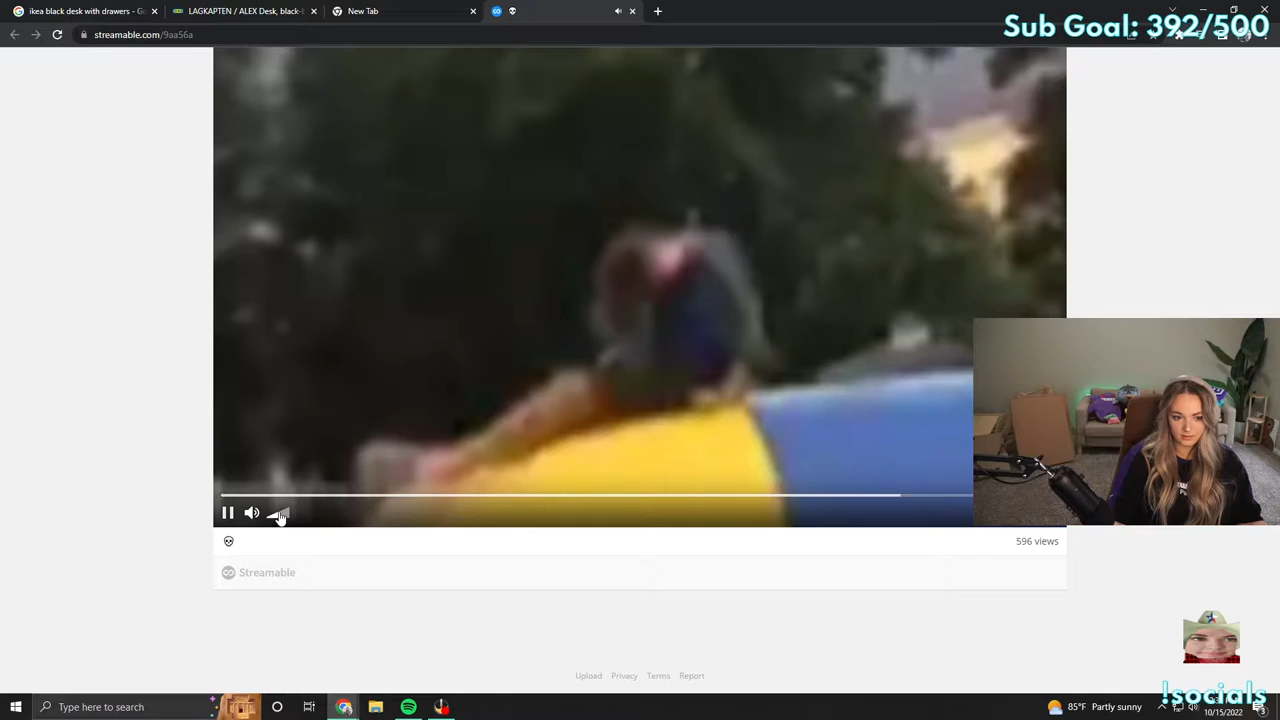 ikea black desk with drawers - Go
LAGKAPTEN / ALEX Desk, black-b
New Tab
streamable.com/9aa56a
Sub Goal: 392/500
596 views
Streamable
Upload Privacy Terms Report
!socials
Type here to search
85°F Partly sunny
10/15/2022